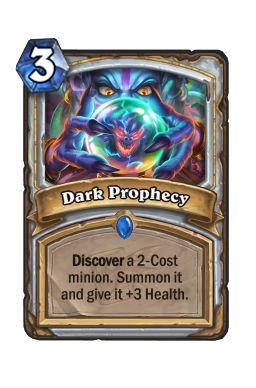 3
Dark Prophecy
Discover a 2-Cost
minion. Summon it
and give it +3 Health.